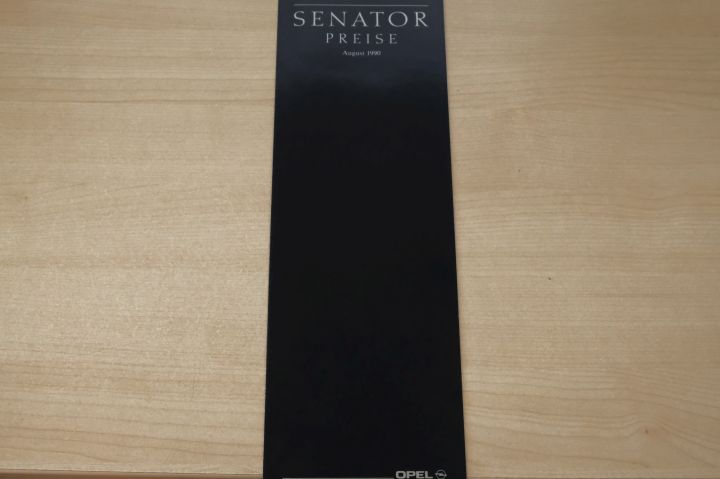 SENATOR
PREISE
August 1990
OPEL